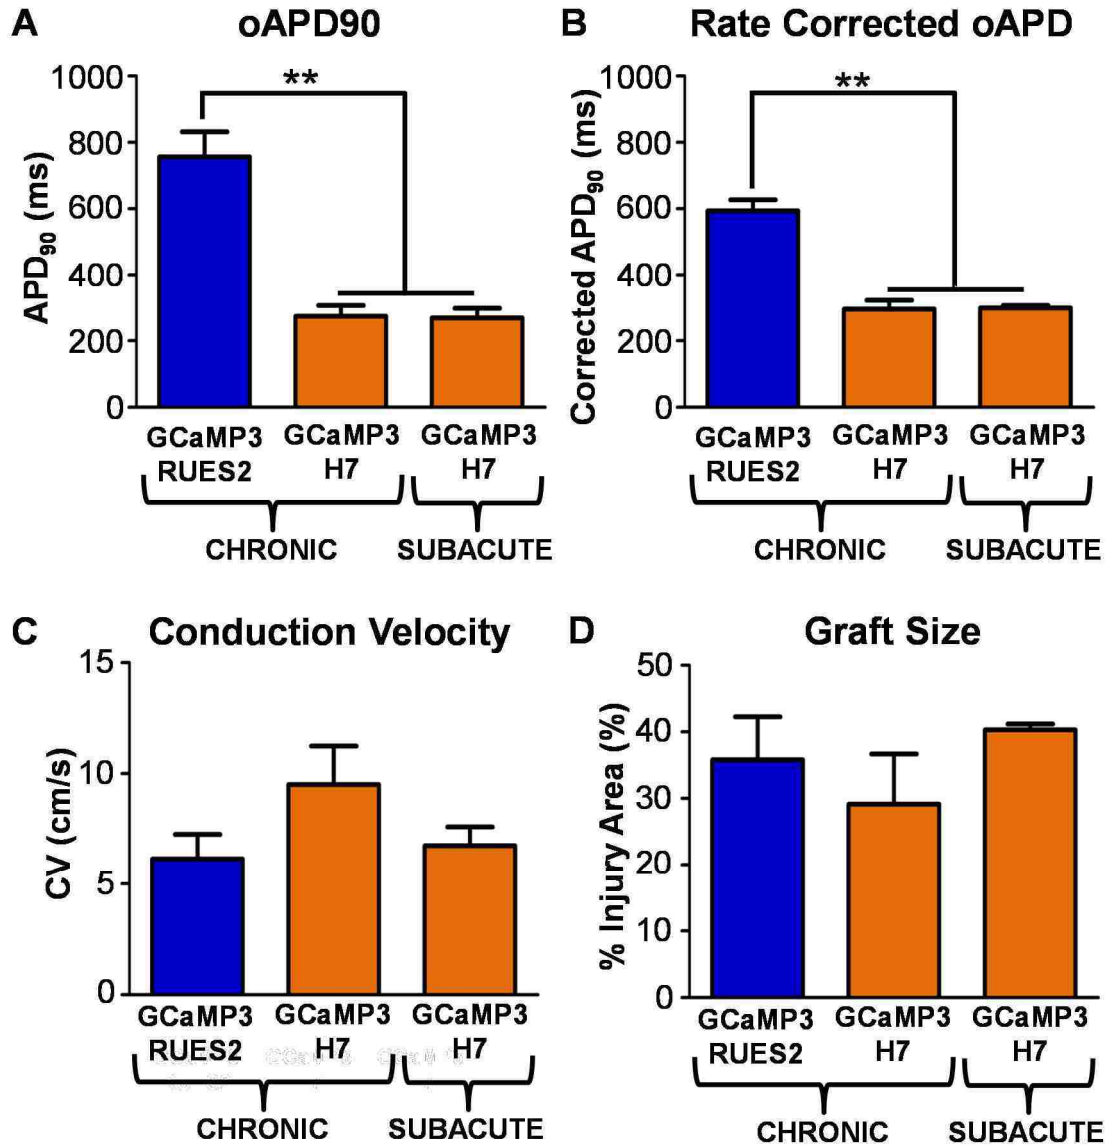 A oAPD90
APD90 (ms)
1000
800
600
400
200
0
**
GCaMP3 GCaMP3 GCaMP3
RUES2 H7 H7
CHRONIC SUBACUTE
B Rate Corrected oAPD
Corrected APD90 (ms)
1000
800
600
400
200
0
**
GCaMP3 GCaMP3 GCaMP3
RUES2 H7 H7
CHRONIC SUBACUTE
C Conduction Velocity
CV (cm/s)
15
10
5
0
GCaMP3 GCaMP3 GCaMP3
RUES2 H7 H7
CHRONIC SUBACUTE
D Graft Size
% Injury Area (%)
50
40
30
20
10
0
GCaMP3 GCaMP3 GCaMP3
RUES2 H7 H7
CHRONIC SUBACUTE